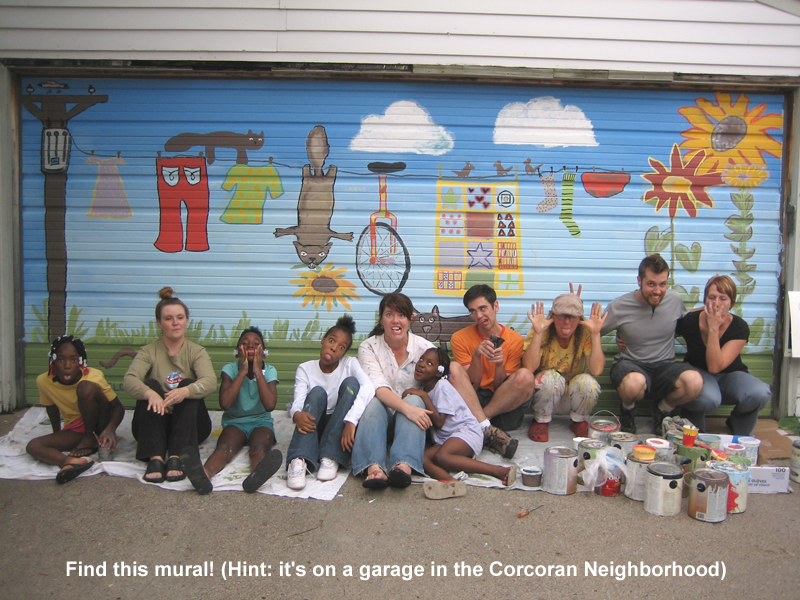 Find this mural! (Hint: it's on a garage in the Corcoran Neighborhood)